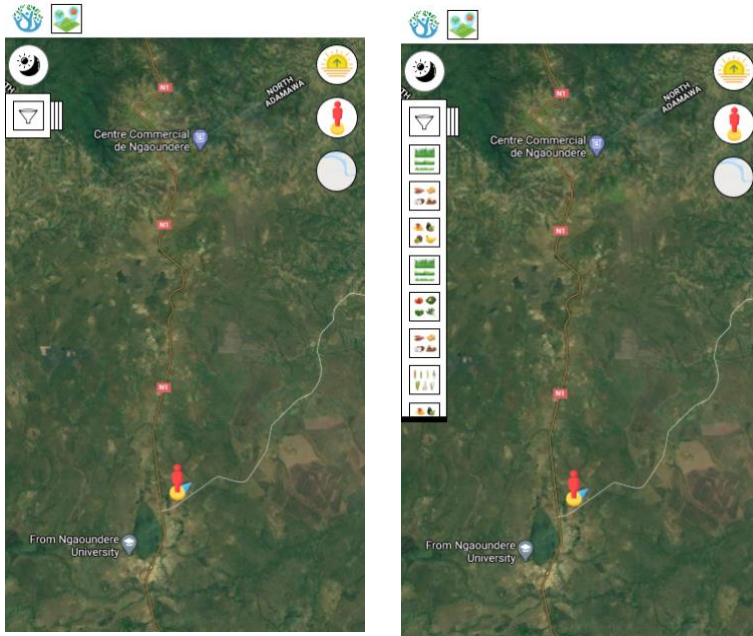 N1
NORTH
ADAMAWA
Centre Commercial
de Ngaoundere
N1
N1
From Ngaoundere
University
N1
NORTH
ADAMAWA
Centre Commercial
de Ngaoundere
N1
N1
From Ngaoundere
University